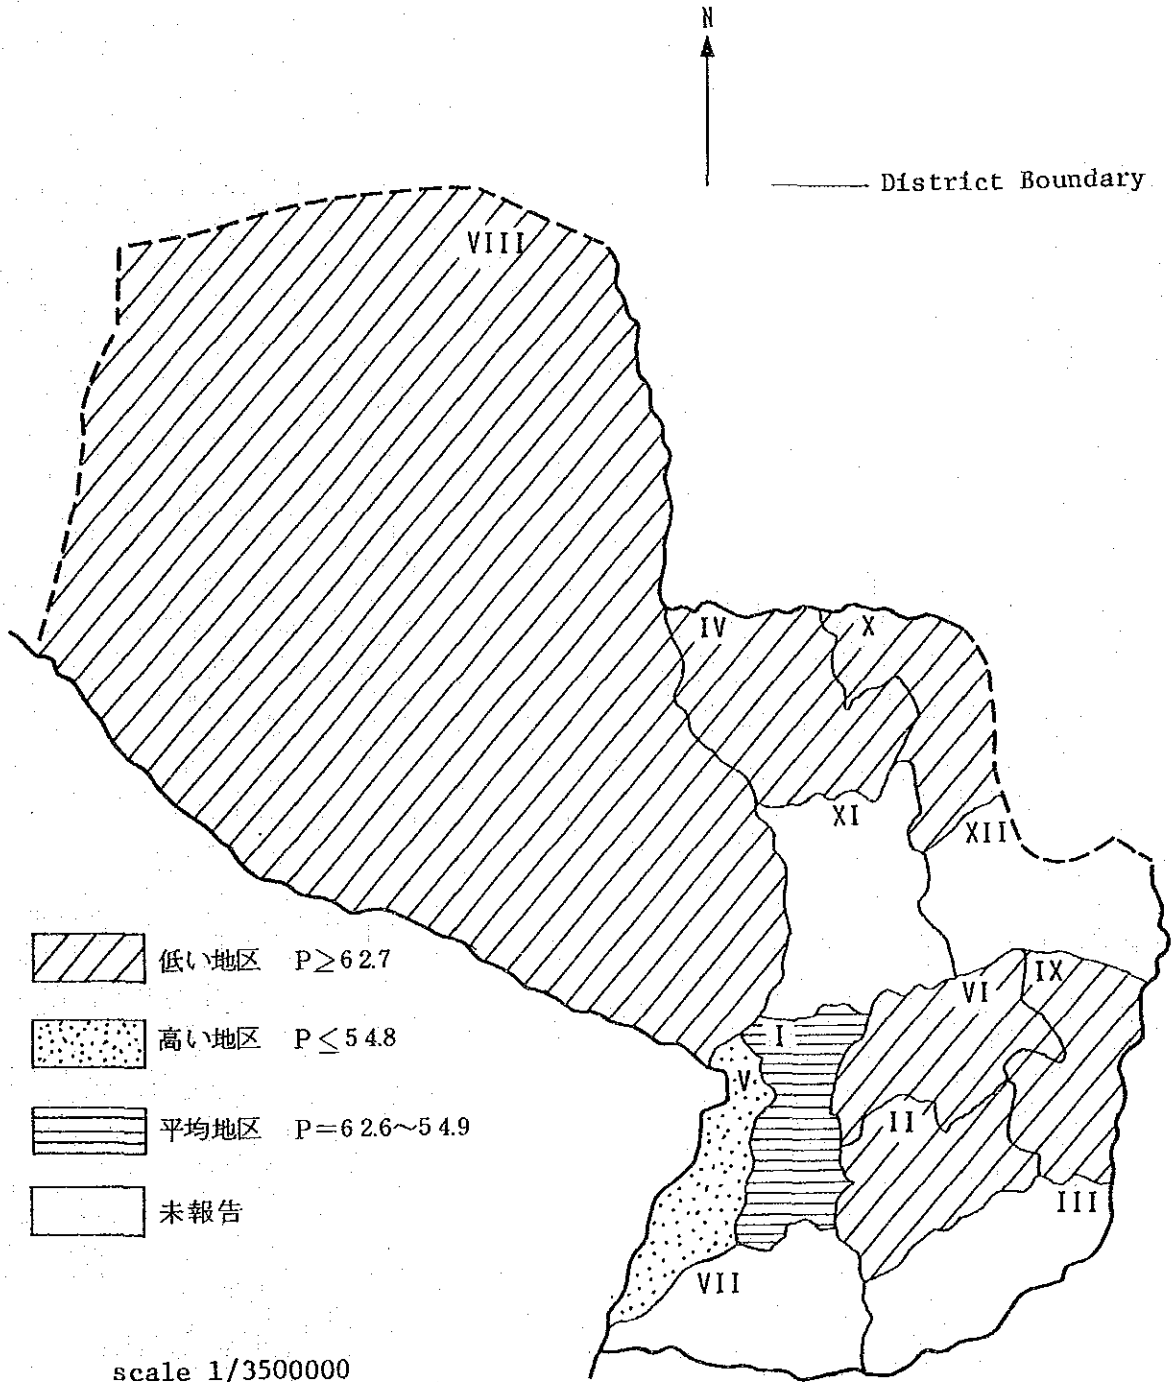 N
District Boundary
VIII
IV
X
XI
XII
低い地区 P≥62.7
VI
IX
高い地区 P≤54.8
I
V
平均地区 P=62.6~54.9
II
未報告
III
VII
scale 1/3500000